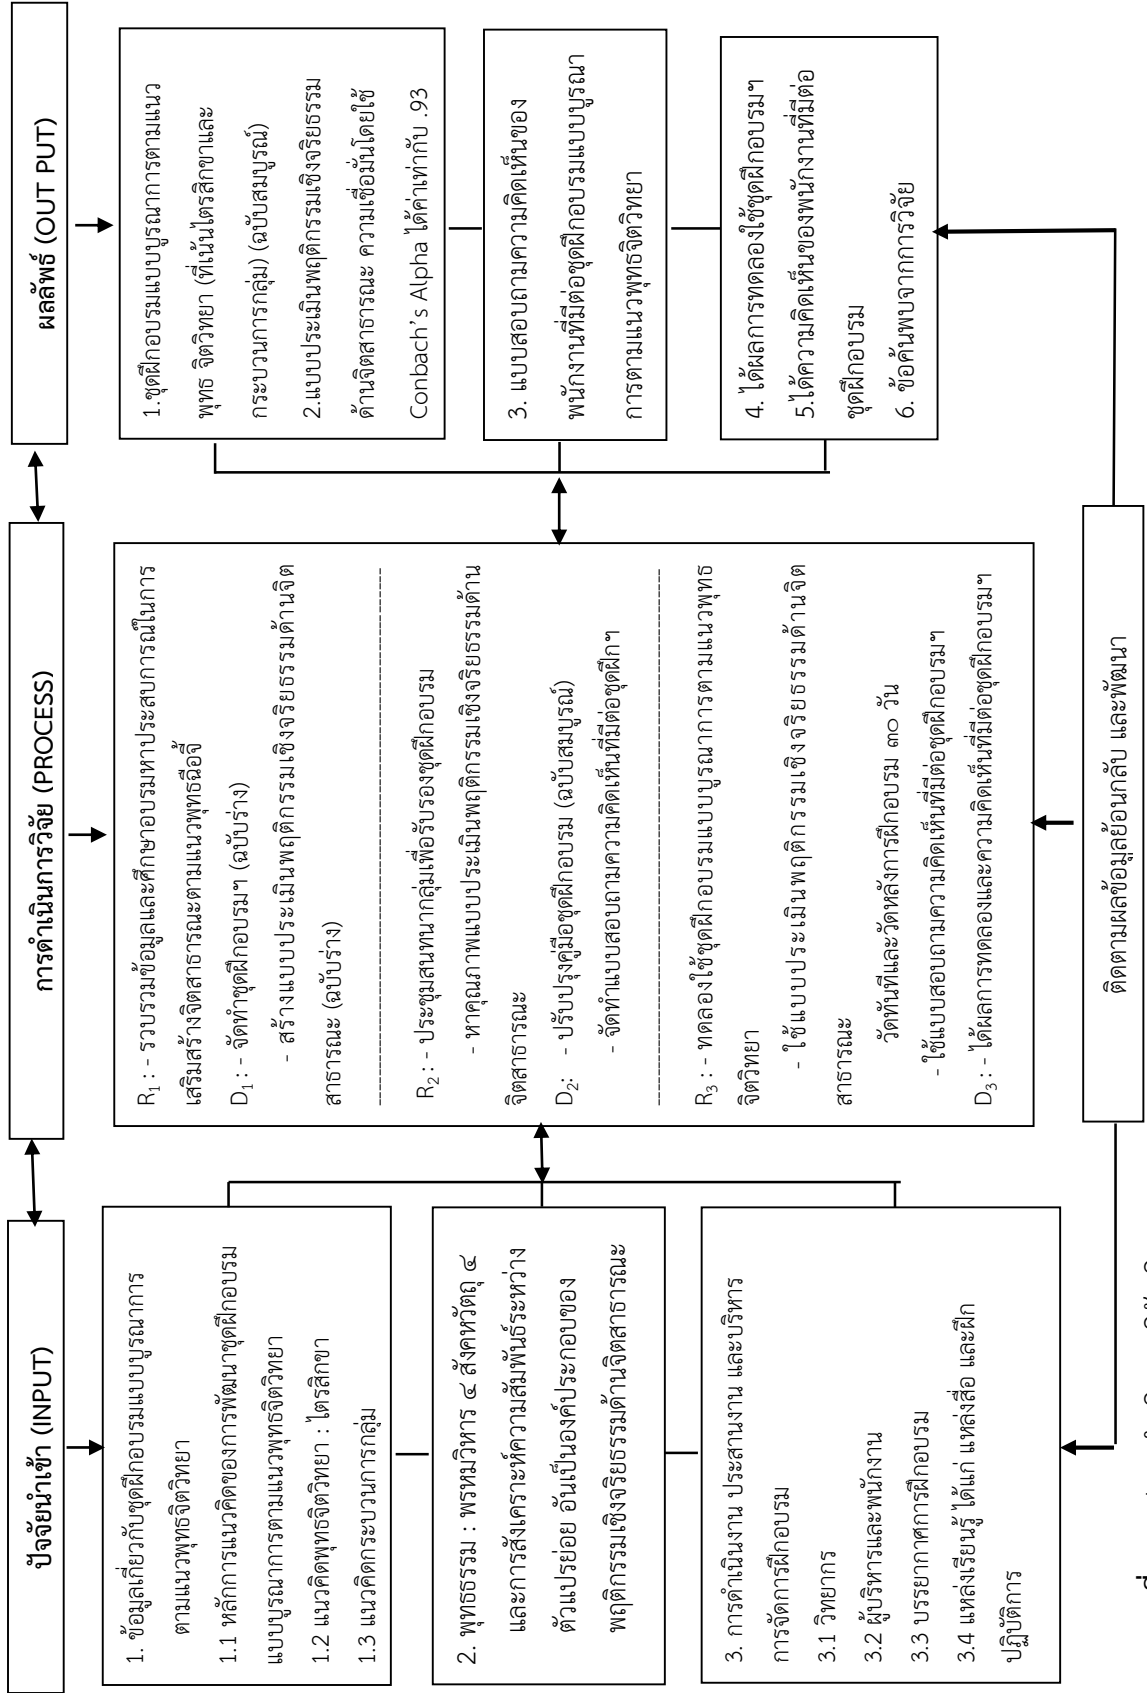 ปัจจัยนำเข้า (INPUT)
1. ข้อมูลเกี่ยวกับชุดฝึกอบรมแบบบูรณาการ
ตามแนวพุทธจิตวิทยา
1.1 หลักการแนวคิดของการพัฒนาชุดฝึกอบรม
แบบบูรณาการตามแนวพุทธจิตวิทยา
1.2 แนวคิดพุทธจิตวิทยา : ไตรสิกขา
1.3 แนวคิดกระบวนการกลุ่ม
2. พุทธธรรม : พรหมวิหาร ๔ สังคหวัตถุ ๔
และการสังเคราะห์ความสัมพันธ์ระหว่าง
ตัวแปรย่อย อันเป็นองค์ประกอบของ
พฤติกรรมเชิงจริยธรรมด้านจิตสาธารณะ
3. การดำเนินงาน ประสานงาน และบริหาร
การจัดการฝึกอบรม
3.1 วิทยากร
3.2 ผู้บริหารและพนักงาน
3.3 บรรยากาศการฝึกอบรม
3.4 แหล่งเรียนรู้ ได้แก่ แหล่งสื่อ และฝึก
ปฏิบัติการ
การดำเนินการวิจัย (PROCESS)
R1 : - รวบรวมข้อมูลและศึกษาอบรมหาประสบการณ์ในการ
เสริมสร้างจิตสาธารณะตามแนวพุทธฉือจี้
D1 : - จัดทำชุดฝึกอบรมฯ (ฉบับร่าง)
- สร้างแบบประเมินพฤติกรรมเชิงจริยธรรมด้านจิต
สาธารณะ (ฉบับร่าง)
R2 : - ประชุมสนทนากลุ่มเพื่อรับรองชุดฝึกอบรม
- หาคุณภาพแบบประเมินพฤติกรรมเชิงจริยธรรมด้าน
จิตสาธารณะ
D2: - ปรับปรุงคู่มือชุดฝึกอบรม (ฉบับสมบูรณ์)
- จัดทำแบบสอบถามความคิดเห็นที่มีต่อชุดฝึกฯ
R3 : - ทดลองใช้ชุดฝึกอบรมแบบบูรณาการตามแนวพุทธ
จิตวิทยา
- ใช้แบบประเมินพฤติกรรมเชิงจริยธรรมด้านจิต
สาธารณะ
วัดทันทีและวัดหลังการฝึกอบรม ๓๐ วัน
- ใช้แบบสอบถามความคิดเห็นที่มีต่อชุดฝึกอบรมฯ
D3 : - ได้ผลการทดลองและความคิดเห็นที่มีต่อชุดฝึกอบรมฯ
ผลลัพธ์ (OUT PUT)
1.ชุดฝึกอบรมแบบบูรณาการตามแนว
พุทธ จิตวิทยา (ที่เน้นไตรสิกขาและ
กระบวนการกลุ่ม) (ฉบับสมบูรณ์)
2.แบบประเมินพฤติกรรมเชิงจริยธรรม
ด้านจิตสาธารณะ ความเชื่อมั่นโดยใช้
Conbach's Alpha ได้ค่าเท่ากับ .93
3. แบบสอบถามความคิดเห็นของ
พนักงานที่มีต่อชุดฝึกอบรมแบบบูรณา
การตามแนวพุทธจิตวิทยา
4. ได้ผลการทดลองใช้ชุดฝึกอบรมฯ
5.ได้ความคิดเห็นของพนักงานที่มีต่อ
ชุดฝึกอบรม
6. ข้อค้นพบจากการวิจัย
ติดตามผลข้อมูลย้อนกลับ และพัฒนา